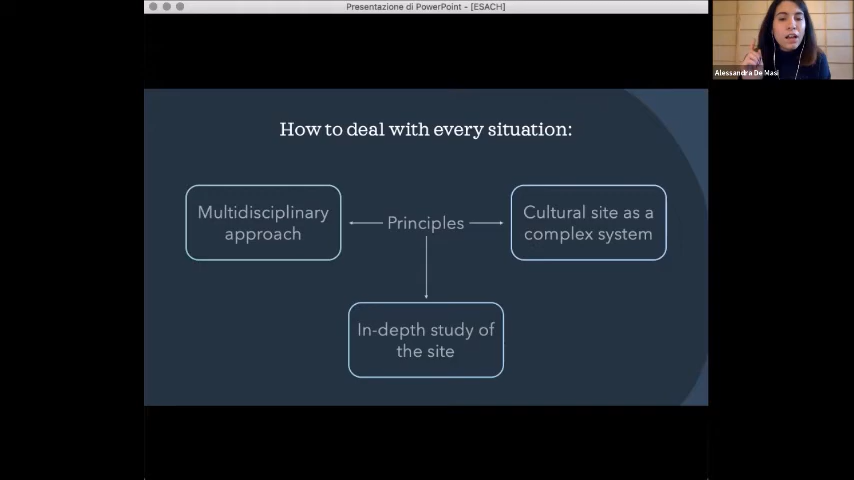 Presentazione di PowerPoint - [ESACH]
Alessandra De Masi
How to deal with every situation:
Multidisciplinary
approach
Principles
Cultural site as a
complex system
In-depth study of
the site